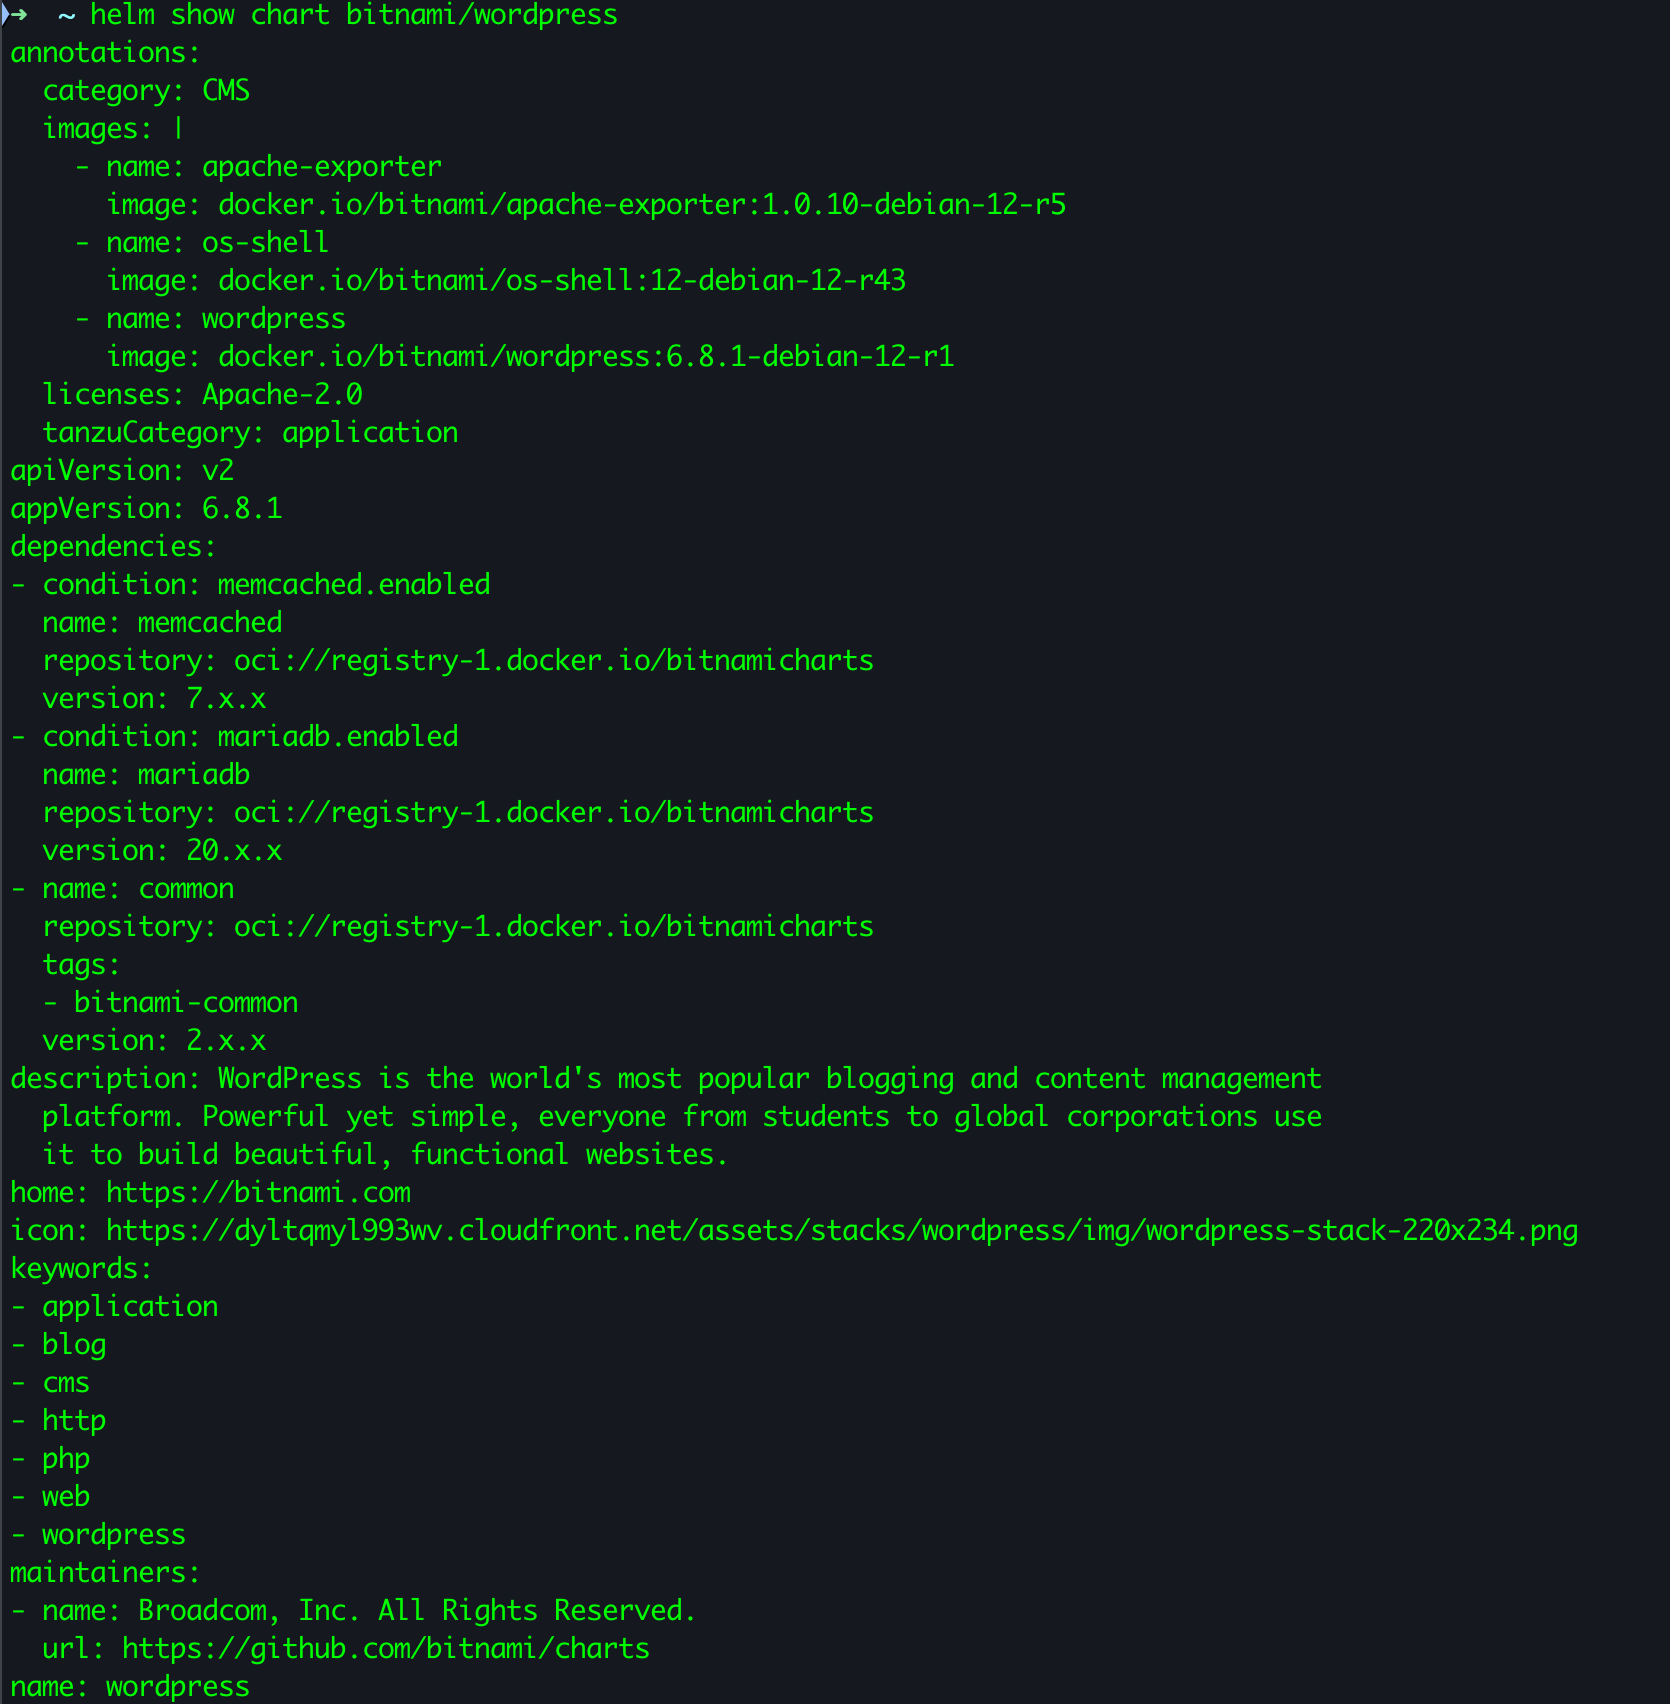 ➜  ~ helm show chart bitnami/wordpress
annotations:
  category: CMS
  images: |
    - name: apache-exporter
      image: docker.io/bitnami/apache-exporter:1.0.10-debian-12-r5
    - name: os-shell
      image: docker.io/bitnami/os-shell:12-debian-12-r43
    - name: wordpress
      image: docker.io/bitnami/wordpress:6.8.1-debian-12-r1
  licenses: Apache-2.0
  tanzuCategory: application
apiVersion: v2
appVersion: 6.8.1
dependencies:
- condition: memcached.enabled
  name: memcached
  repository: oci://registry-1.docker.io/bitnamicharts
  version: 7.x.x
- condition: mariadb.enabled
  name: mariadb
  repository: oci://registry-1.docker.io/bitnamicharts
  version: 20.x.x
- name: common
  repository: oci://registry-1.docker.io/bitnamicharts
  tags:
  - bitnami-common
  version: 2.x.x
description: WordPress is the world's most popular blogging and content management
  platform. Powerful yet simple, everyone from students to global corporations use
  it to build beautiful, functional websites.
home: https://bitnami.com
icon: https://dyltqmyl993wv.cloudfront.net/assets/stacks/wordpress/img/wordpress-stack-220x234.png
keywords:
- application
- blog
- cms
- http
- php
- web
- wordpress
maintainers:
- name: Broadcom, Inc. All Rights Reserved.
  url: https://github.com/bitnami/charts
name: wordpress